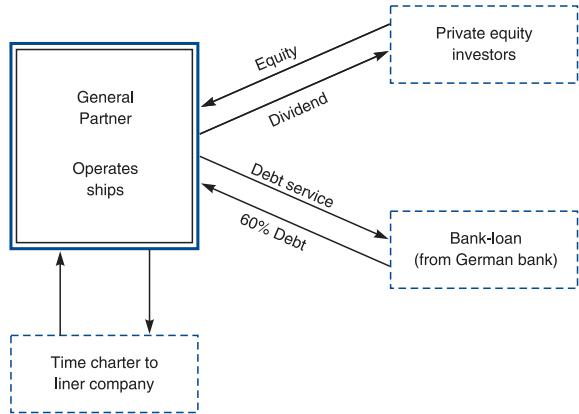 General
Partner
Operates
ships
Equity
Dividend
Private equity
investors
Debt service
60% Debt
Bank-loan
(from German bank)
Time charter to
liner company